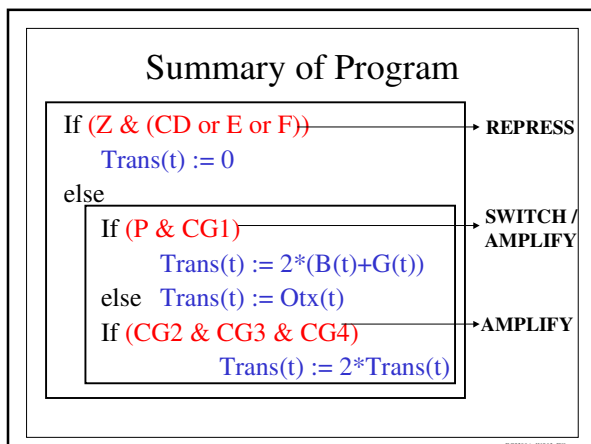 Summary of Program
If (Z & (CD or E or F))
REPRESS
Trans(t) := 0
else
If (P & CG1)
SWITCH /
AMPLIFY
Trans(t) := 2*(B(t)+G(t))
else Trans(t) := Otx(t)
If (CG2 & CG3 & CG4)
AMPLIFY
Trans(t) := 2*Trans(t)